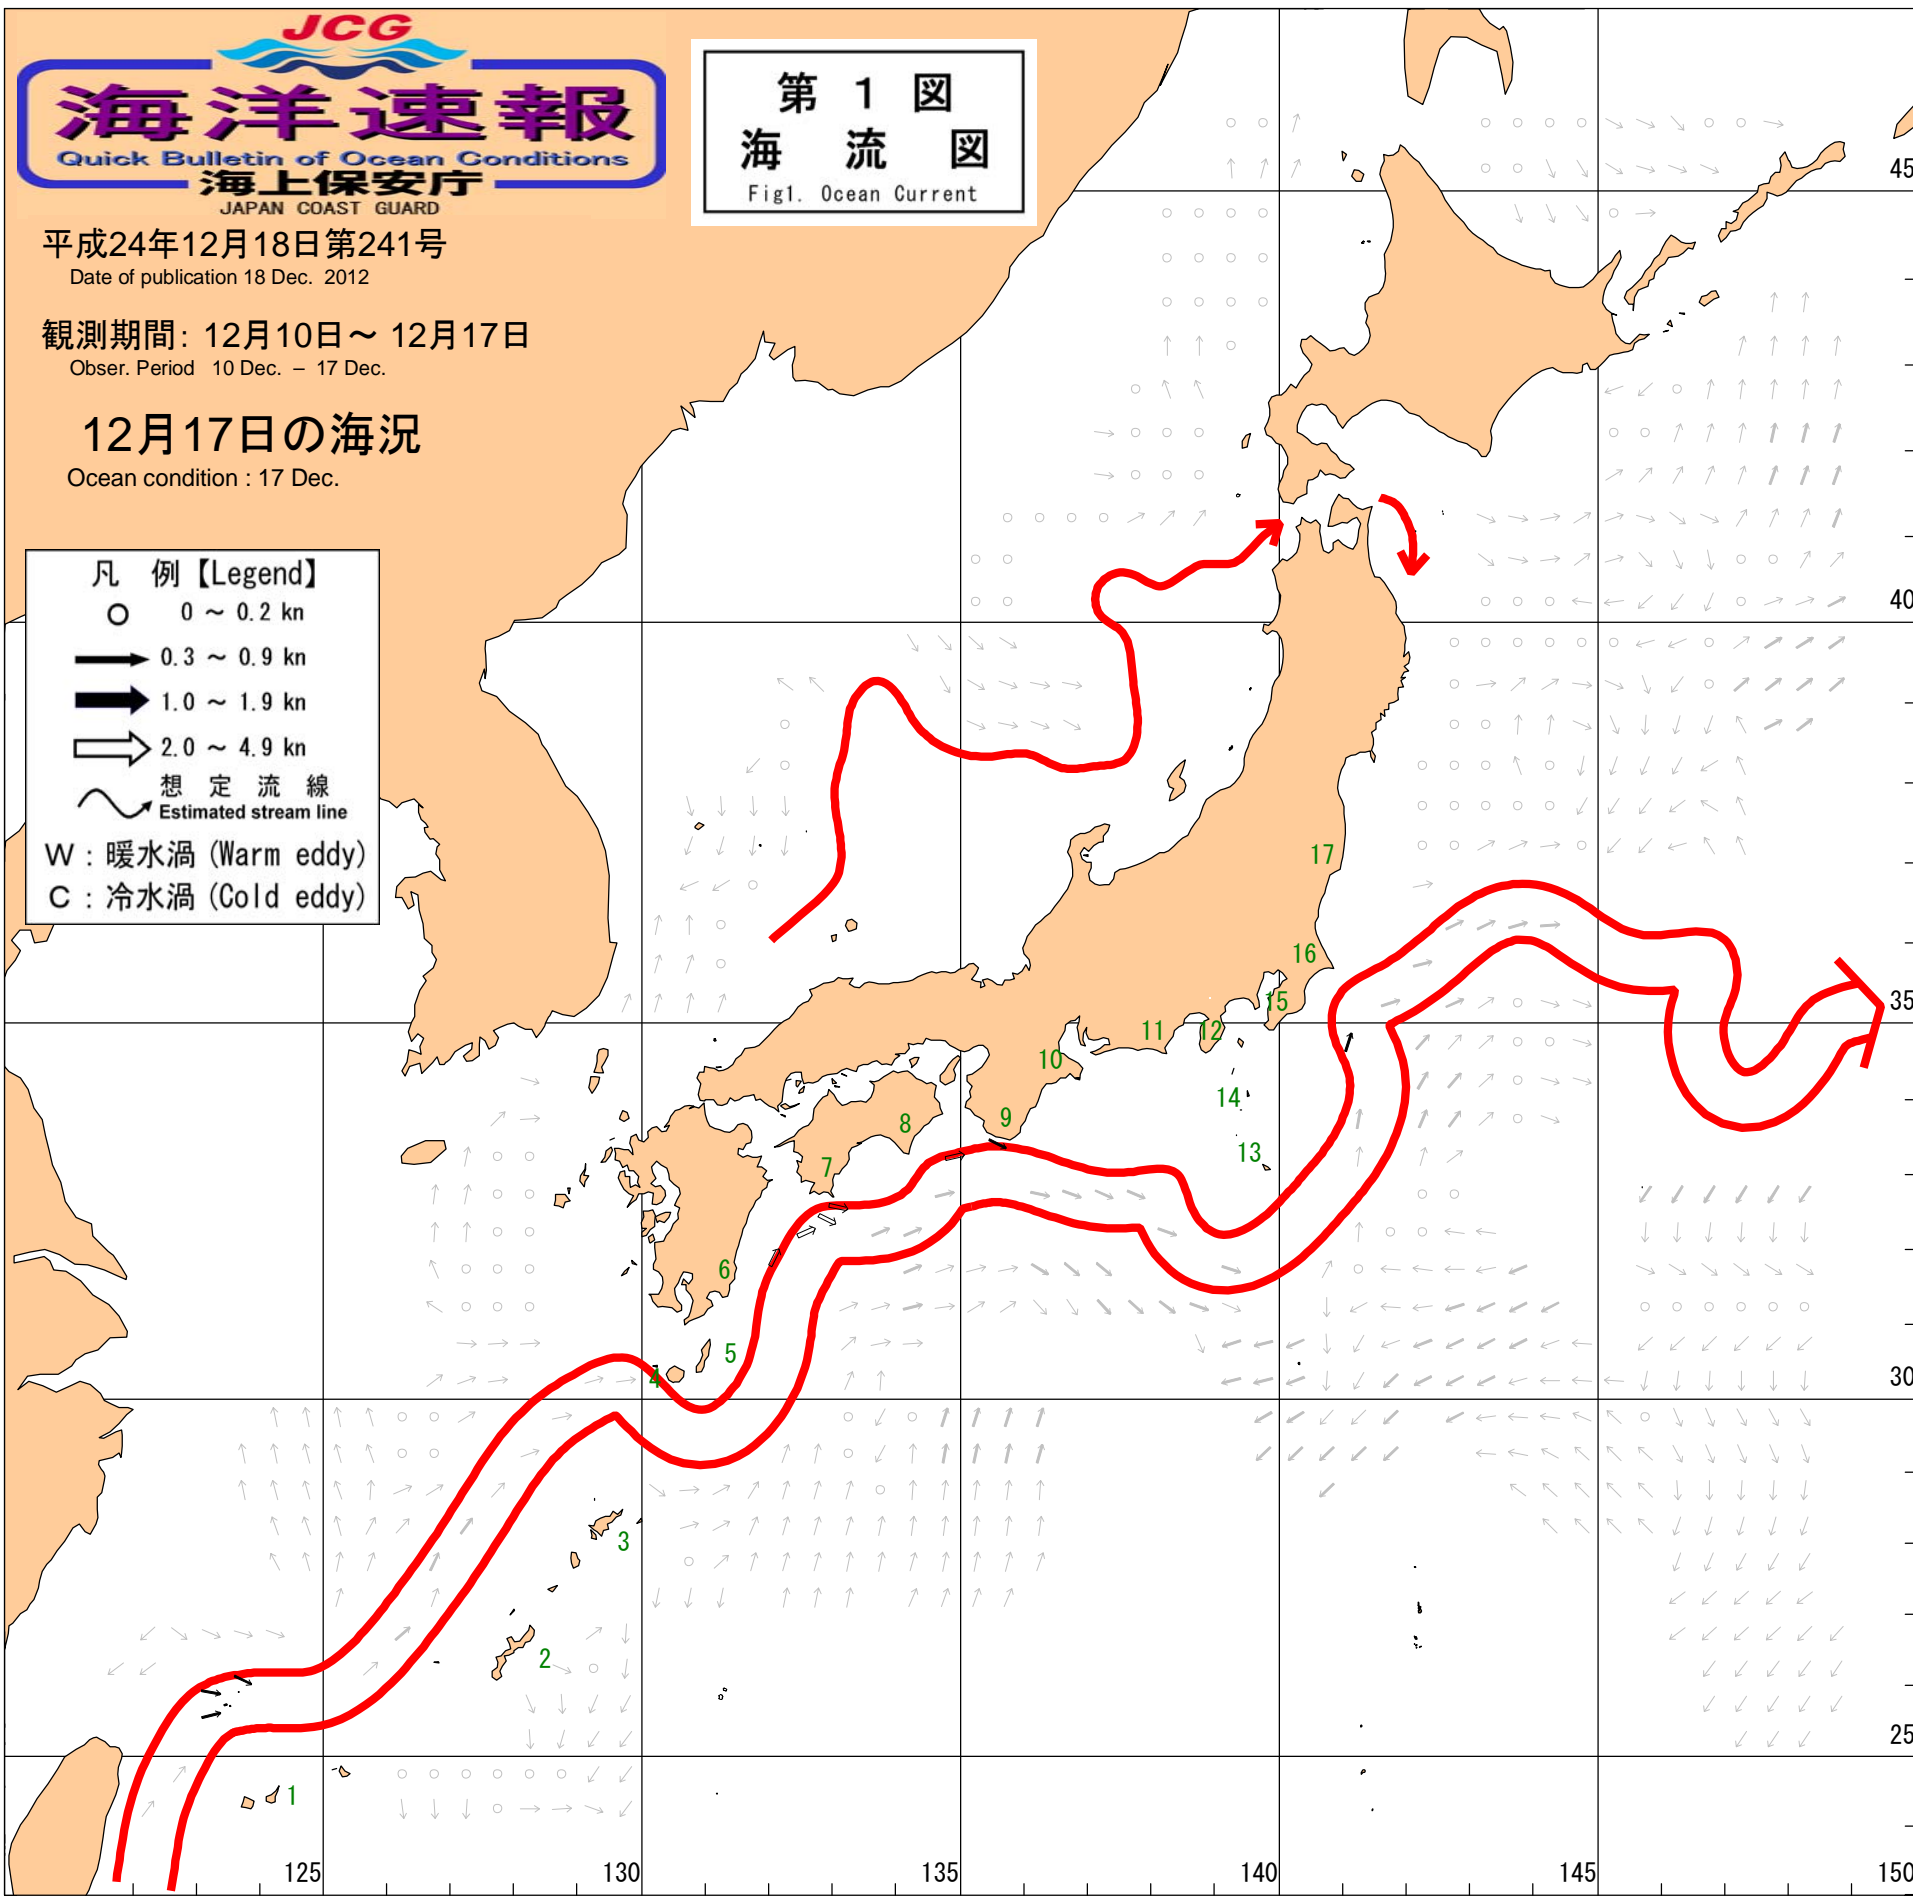 JCG
海洋速報
Quick Bulletin of Ocean Conditions
海上保安庁
JAPAN COAST GUARD
第 1 図
海 流 図
Fig1. Ocean Current
平成24年12月18日第241号
Date of publication 18 Dec. 2012
観測期間: 12月10日～ 12月17日
Obser. Period 10 Dec. – 17 Dec.
12月17日の海況
Ocean condition : 17 Dec.
凡 例【Legend】
0 ～ 0.2 kn
0.3 ～ 0.9 kn
1.0 ～ 1.9 kn
2.0 ～ 4.9 kn
想 定 流 線
Estimated stream line
W : 暖水渦 (Warm eddy)
C : 冷水渦 (Cold eddy)
45
40
35
30
25
17
16
15
12
11
10
14
9
8
13
7
6
5
4
3
2
1
125
130
135
140
145
150